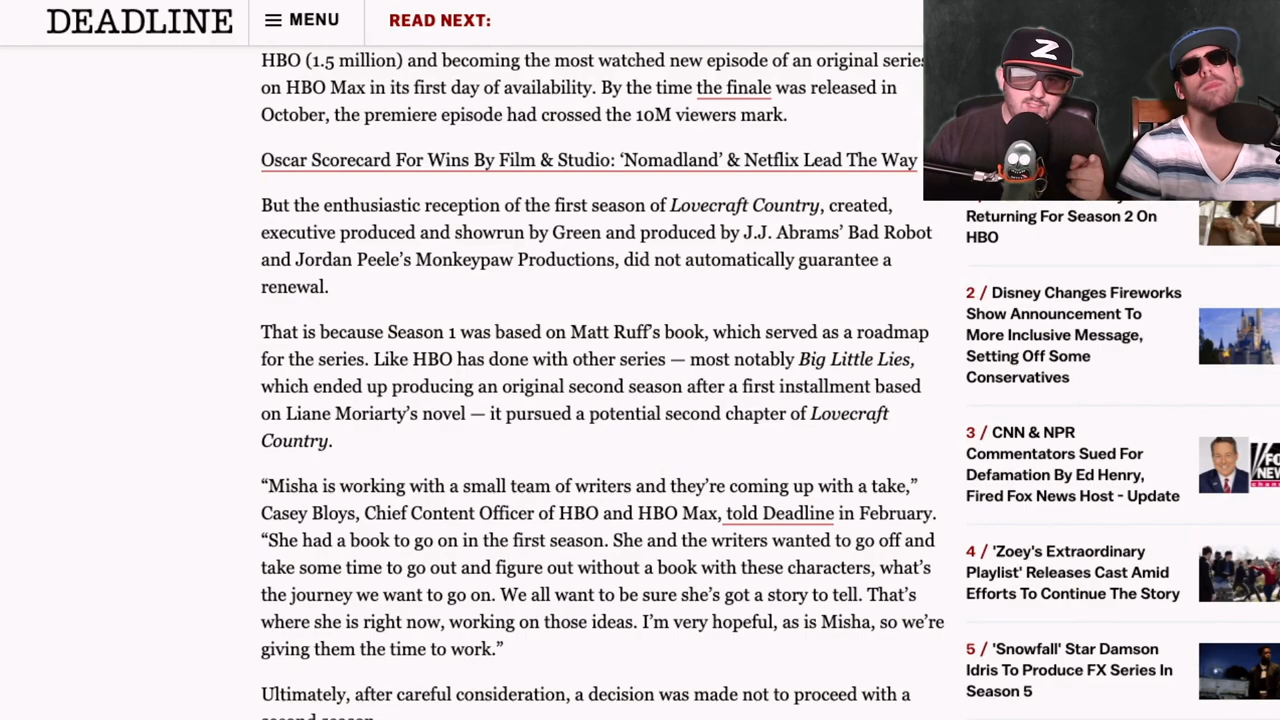 DEADLINE
MENU
READ NEXT:
HBO (1.5 million) and becoming the most watched new episode of an original series
on HBO Max in its first day of availability. By the time the finale was released in
October, the premiere episode had crossed the 10M viewers mark.
Oscar Scorecard For Wins By Film & Studio: ‘Nomadland’ & Netflix Lead The Way
But the enthusiastic reception of the first season of Lovecraft Country, created,
executive produced and showrun by Green and produced by J.J. Abrams’ Bad Robot
and Jordan Peele’s Monkeypaw Productions, did not automatically guarantee a
renewal.
That is because Season 1 was based on Matt Ruff’s book, which served as a roadmap
for the series. Like HBO has done with other series — most notably Big Little Lies,
which ended up producing an original second season after a first installment based
on Liane Moriarty’s novel — it pursued a potential second chapter of Lovecraft
Country.
“Misha is working with a small team of writers and they’re coming up with a take,”
Casey Bloys, Chief Content Officer of HBO and HBO Max, told Deadline in February.
“She had a book to go on in the first season. She and the writers wanted to go off and
take some time to go out and figure out without a book with these characters, what’s
the journey we want to go on. We all want to be sure she’s got a story to tell. That’s
where she is right now, working on those ideas. I’m very hopeful, as is Misha, so we’re
giving them the time to work.”
Ultimately, after careful consideration, a decision was made not to proceed with a
second season.
Returning For Season 2 On
HBO
2 / Disney Changes Fireworks
Show Announcement To
More Inclusive Message,
Setting Off Some
Conservatives
3 / CNN & NPR
Commentators Sued For
Defamation By Ed Henry,
Fired Fox News Host - Update
4 / 'Zoey's Extraordinary
Playlist' Releases Cast Amid
Efforts To Continue The Story
5 / 'Snowfall' Star Damson
Idris To Produce FX Series In
Season 5
Z